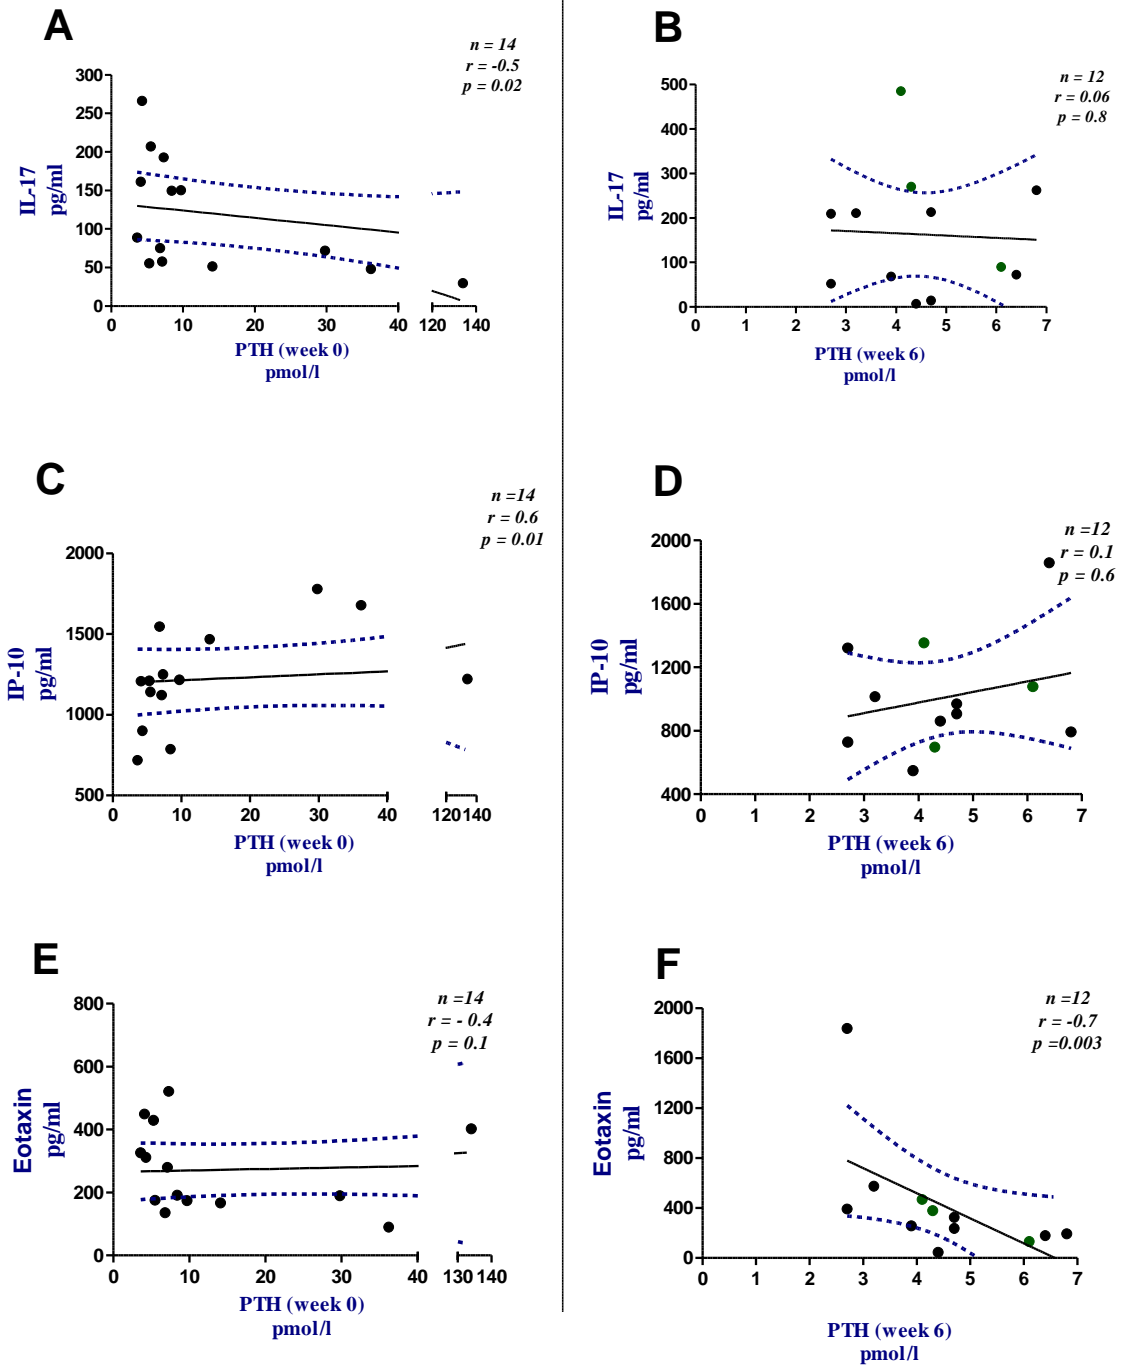 A
n = 14
r = -0.5
p = 0.02
300
250
200
150
100
50
0
IL-17
pg/ml
0 10 20 30 40 120 140
PTH (week 0)
pmol/l
B
n = 12
r = 0.06
p = 0.8
500
400
300
200
100
0
IL-17
pg/ml
0 1 2 3 4 5 6 7
PTH (week 6)
pmol/l
C
n =14
r = 0.6
p = 0.01
2000
1500
1000
500
IP-10
pg/ml
0 10 20 30 40 120 140
PTH (week 0)
pmol/l
D
n =12
r = 0.1
p = 0.6
2000
1600
1200
800
400
IP-10
pg/ml
0 1 2 3 4 5 6 7
PTH (week 6)
pmol/l
E
n =14
r = - 0.4
p = 0.1
800
600
400
200
0
Eotaxin
pg/ml
0 10 20 30 40 130 140
PTH (week 0)
pmol/l
F
n =12
r = -0.7
p =0.003
2000
1600
1200
800
400
0
Eotaxin
pg/ml
0 1 2 3 4 5 6 7
PTH (week 6)
pmol/l